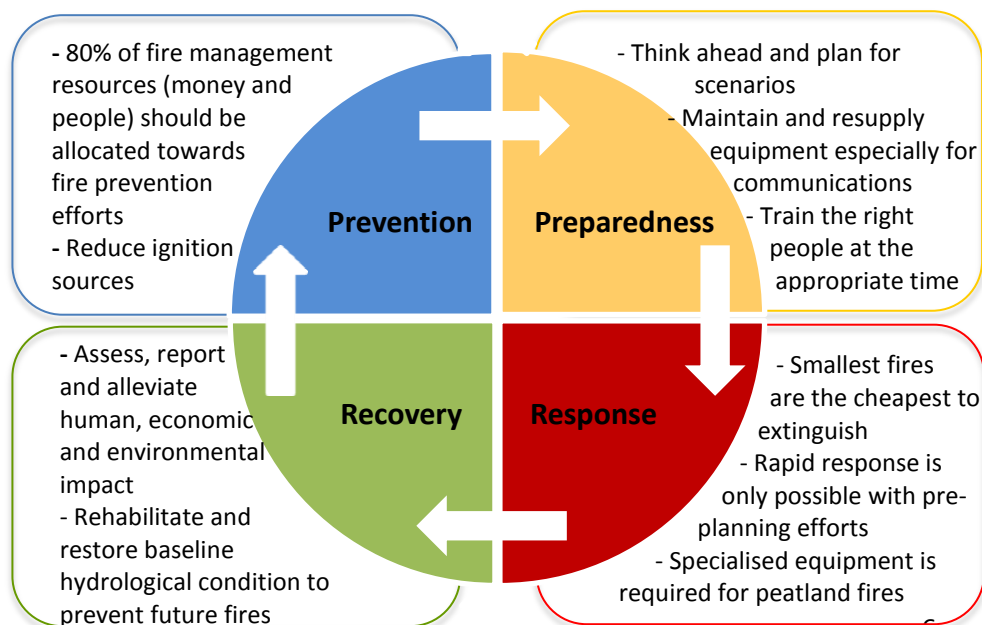 - 80% of fire management
resources (money and
people) should be
allocated towards
fire prevention
efforts
- Reduce ignition
sources
- Think ahead and plan for
scenarios
- Maintain and resupply
equipment especially for
communications
- Train the right
people at the
appropriate time
Prevention
Preparedness
- Assess, report
and alleviate
human, economic
and environmental
impact
- Rehabilitate and
restore baseline
hydrological condition to
prevent future fires
Recovery
Response
- Smallest fires
are the cheapest to
extinguish
- Rapid response is
only possible with pre-
planning efforts
- Specialised equipment is
required for peatland fires